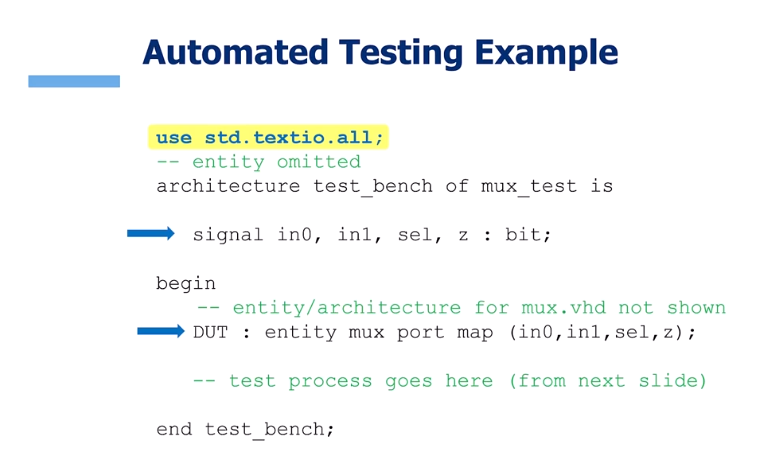 Automated Testing Example
use std.textio.all;
-- entity omitted
architecture test_bench of mux_test is
signal in0, in1, sel, z : bit;
begin
-- entity/architecture for mux.vhd not shown
DUT : entity mux port map (in0,in1,sel,z);
-- test process goes here (from next slide)
end test_bench;